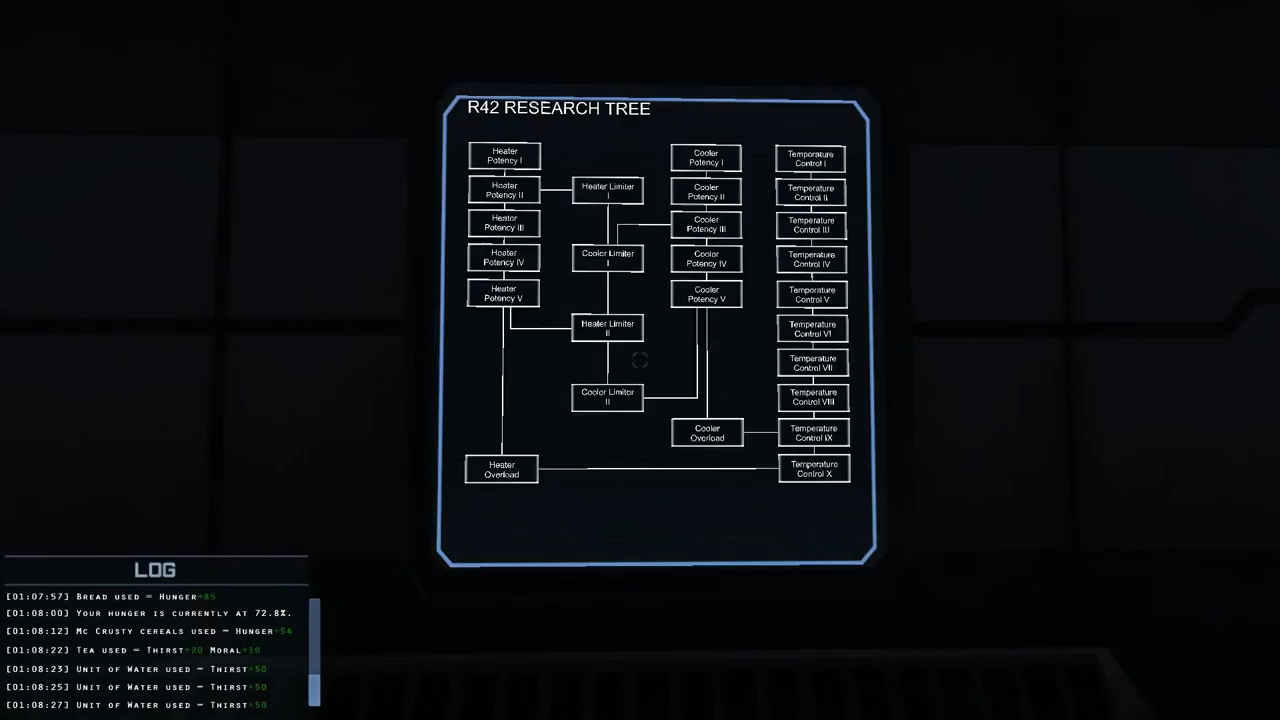 R42 RESEARCH TREE
Heater
Potency I
Cooler
Potency I
Temperature
Control I
Heater
Potency II
Heater Limiter
I
Cooler
Potency II
Temperature
Control II
Heater
Potency III
Cooler
Potency III
Temperature
Control III
Heater
Potency IV
Cooler Limiter
I
Cooler
Potency IV
Temperature
Control IV
Heater
Potency V
Cooler
Potency V
Temperature
Control V
Heater Limiter
II
Temperature
Control VI
Temperature
Control VII
Cooler Limiter
II
Temperature
Control VIII
Cooler
Overload
Temperature
Control IX
Heater
Overload
Temperature
Control X
LOG
[01:07:57] Bread used = Hunger+85
[01:08:00] Your hunger is currently at 72.8%.
[01:08:12] Mc Crusty cereals used = Hunger+54
[01:08:22] Tea used = Thirst+20 Moral+10
[01:08:23] Unit of Water used = Thirst+50
[01:08:25] Unit of Water used = Thirst+50
[01:08:27] Unit of Water used = Thirst+50